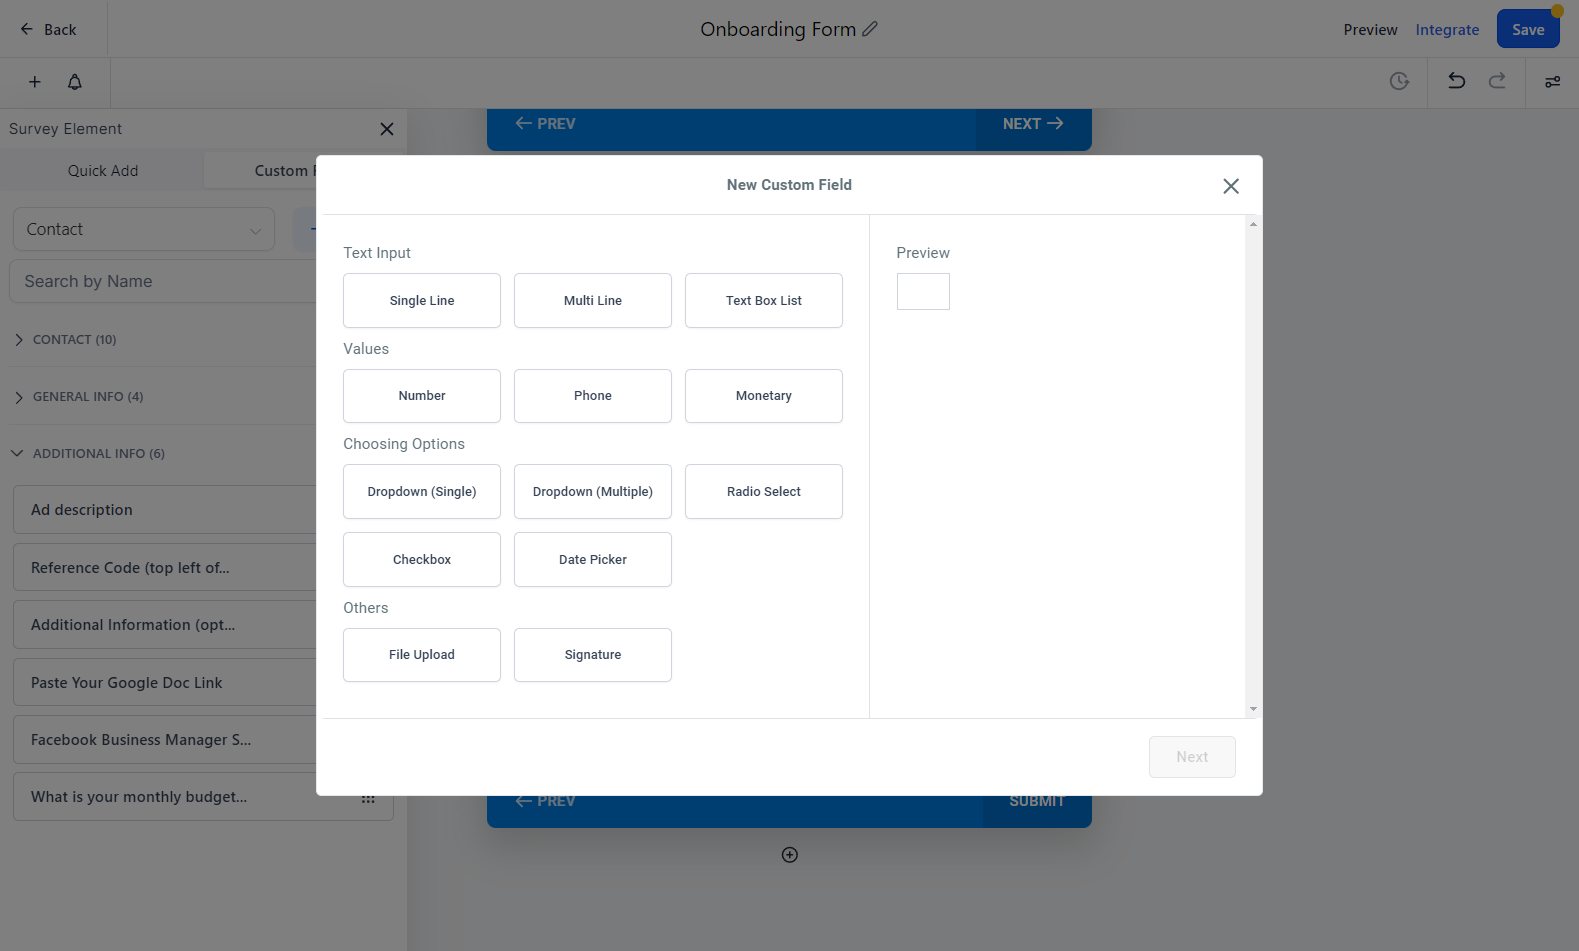 Back
Onboarding Form
Preview
Integrate
Save
Survey Element
PREV
NEXT
Quick Add
Custom
Contact
Search by Name
CONTACT (10)
GENERAL INFO (4)
ADDITIONAL INFO (6)
Ad description
Reference Code (top left of...
Additional Information (opt...
Paste Your Google Doc Link
Facebook Business Manager S...
What is your monthly budget...
New Custom Field
Text Input
Single Line
Multi Line
Text Box List
Values
Number
Phone
Monetary
Choosing Options
Dropdown (Single)
Dropdown (Multiple)
Radio Select
Checkbox
Date Picker
Others
File Upload
Signature
Preview
Next
PREV
SUBMIT